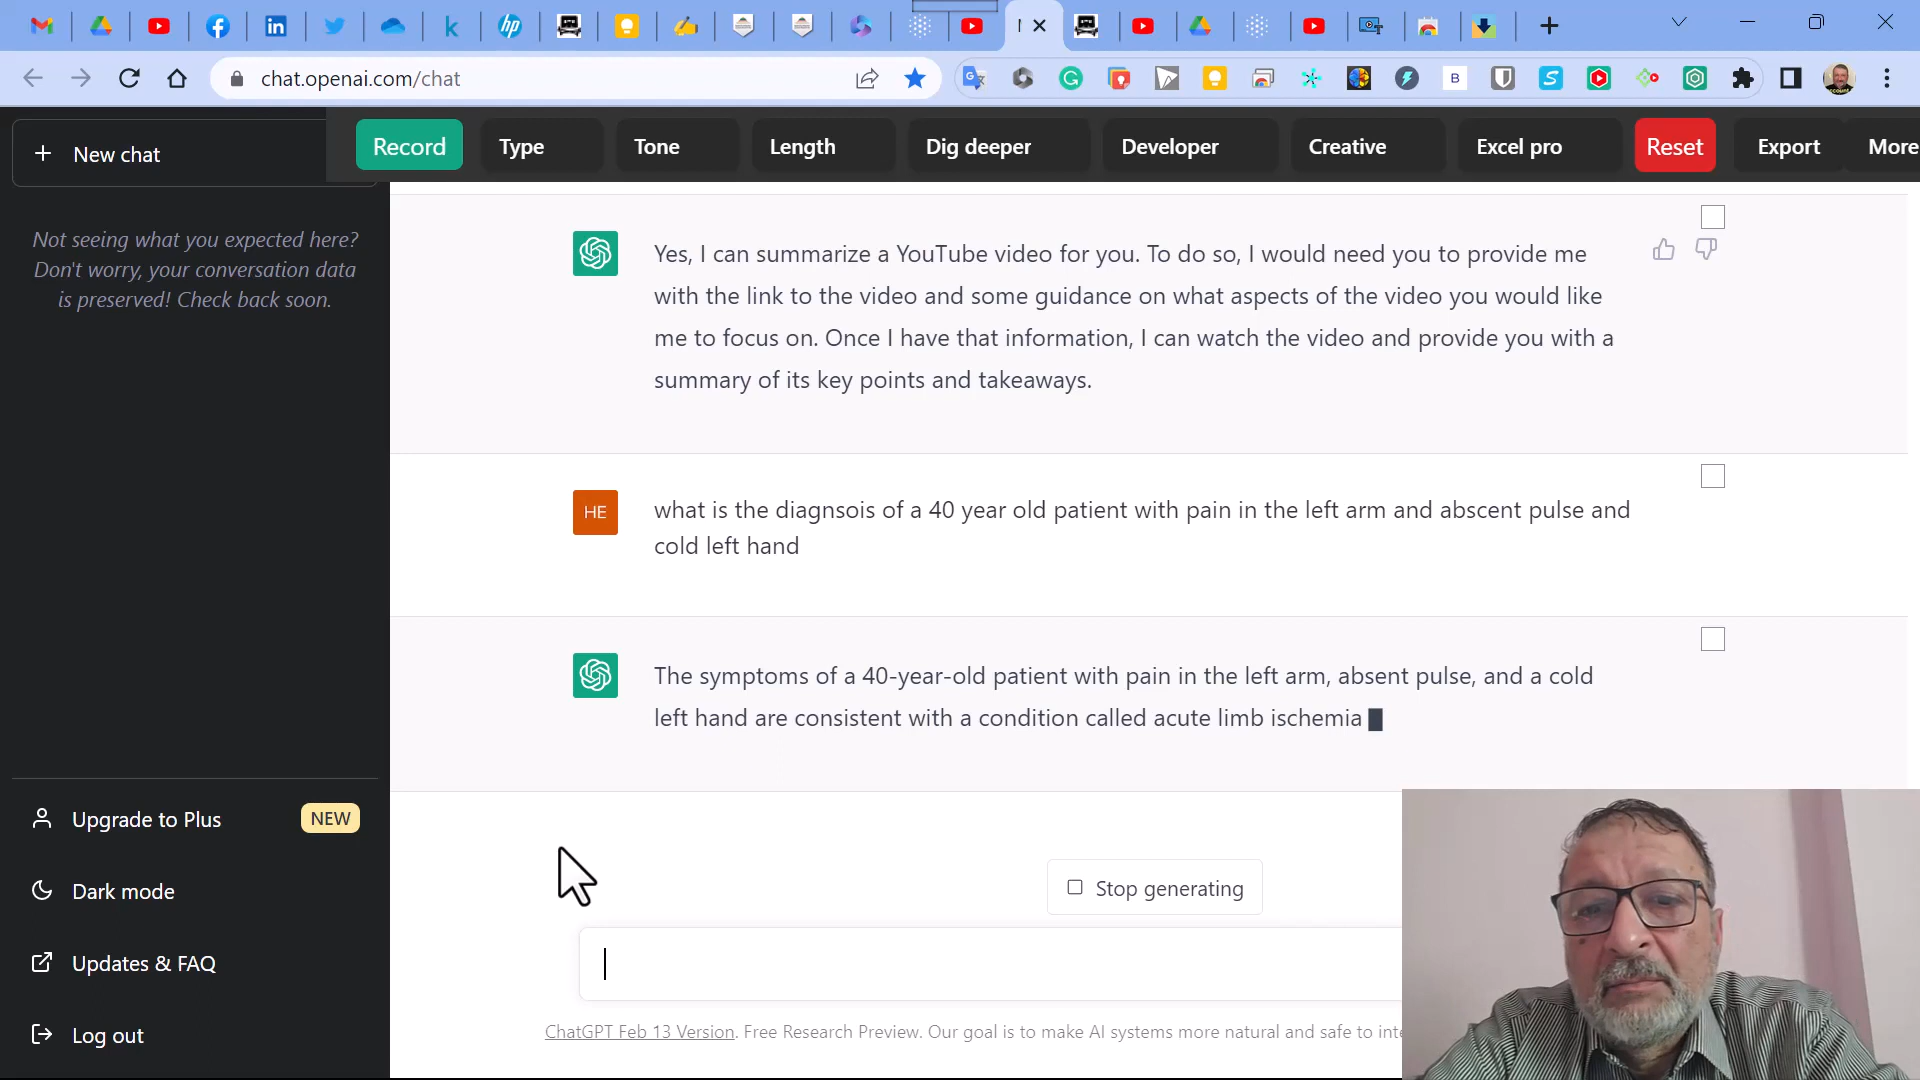 chat.openai.com/chat
New chat
Record
Type
Tone
Length
Dig deeper
Developer
Creative
Excel pro
Reset
Export
More
Not seeing what you expected here?
Don't worry, your conversation data
is preserved! Check back soon.
Yes, I can summarize a YouTube video for you. To do so, I would need you to provide me
with the link to the video and some guidance on what aspects of the video you would like
me to focus on. Once I have that information, I can watch the video and provide you with a
summary of its key points and takeaways.
HE
what is the diagnsois of a 40 year old patient with pain in the left arm and abscent pulse and
cold left hand
The symptoms of a 40-year-old patient with pain in the left arm, absent pulse, and a cold
left hand are consistent with a condition called acute limb ischemia
Upgrade to Plus
NEW
Dark mode
Updates & FAQ
Log out
Stop generating
ChatGPT Feb 13 Version. Free Research Preview. Our goal is to make AI systems more natural and safe to